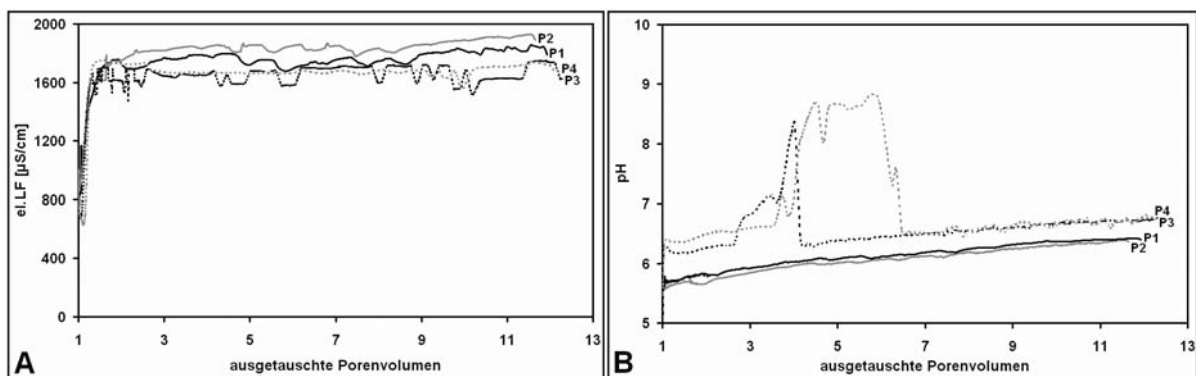 2000
1600
1200
800
400
0
el.LF [µS/cm]
P2
P1
P4
P3
1 3 5 7 9 11 13
ausgetauschte Porenvolumen
A
10
9
8
7
6
5
pH
P4
P3
P1
P2
1 3 5 7 9 11 13
ausgetauschte Porenvolumen
B